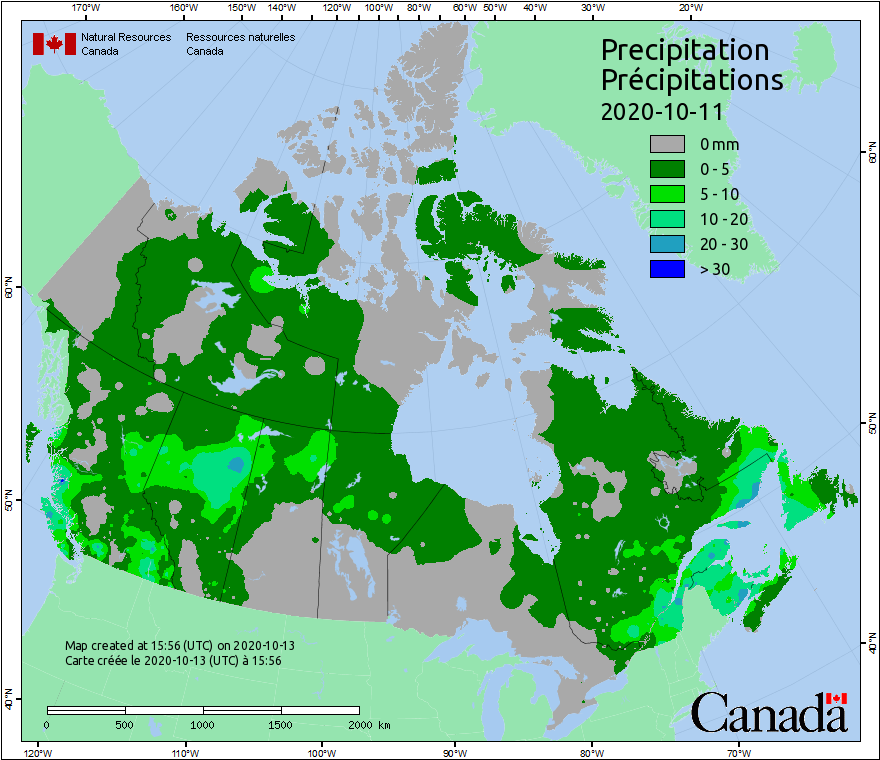 170°W 160°W 150°W 140°W 120°W 100°W 80°W 60°W 50°W 40°W 30°W 20°W
Natural Resources Ressources naturelles
Canada Canada
Precipitation
Précipitations
2020-10-11
0 mm
0 - 5
5 - 10
10 - 20
20 - 30
> 30
60°N
60°N
50°N
50°N
40°N
40°N
Map created at 15:56 (UTC) on 2020-10-13
Carte créée le 2020-10-13 (UTC) à 15:56
0 500 1000 1500 2000 km
Canada
120°W 110°W 100°W 90°W 80°W 70°W